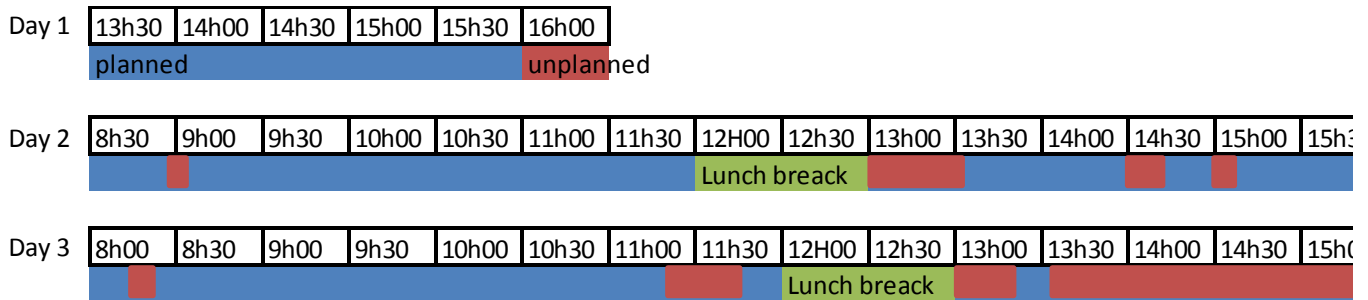 Day 1 13h30 14h00 14h30 15h00 15h30 16h00
planned unplanned
Day 2 8h30 9h00 9h30 10h00 10h30 11h00 11h30 12H00 12h30 13h00 13h30 14h00 14h30 15h00 15h3
Lunch breack
Day 3 8h00 8h30 9h00 9h30 10h00 10h30 11h00 11h30 12H00 12h30 13h00 13h30 14h00 14h30 15h0
Lunch breack